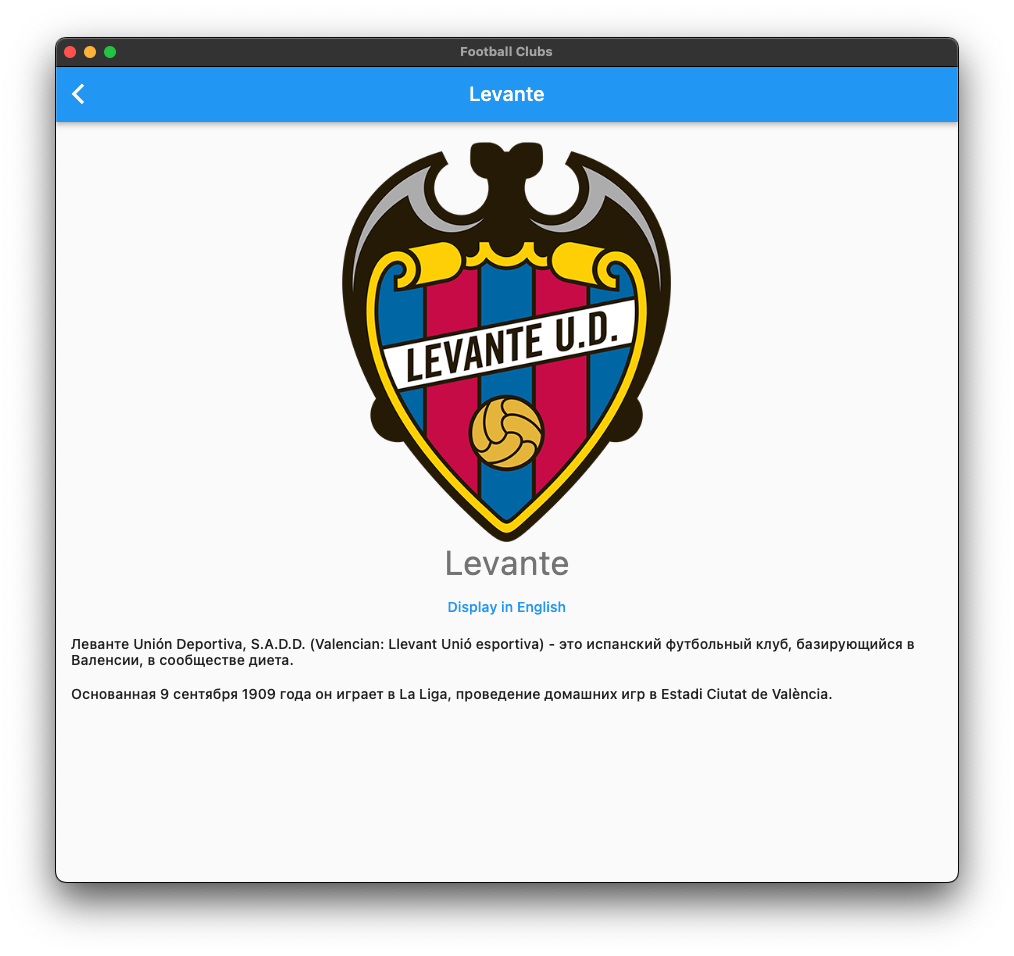 Football Clubs
Levante
LEVANTE U.D.
Levante
Display in English
Леванте Unión Deportiva, S.A.D.D. (Valencian: Llevant Unió esportiva) - это испанский футбольный клуб, базирующийся в
Валенсии, в сообществе диета.
Основанная 9 сентября 1909 года он играет в La Liga, проведение домашних игр в Estadi Ciutat de València.